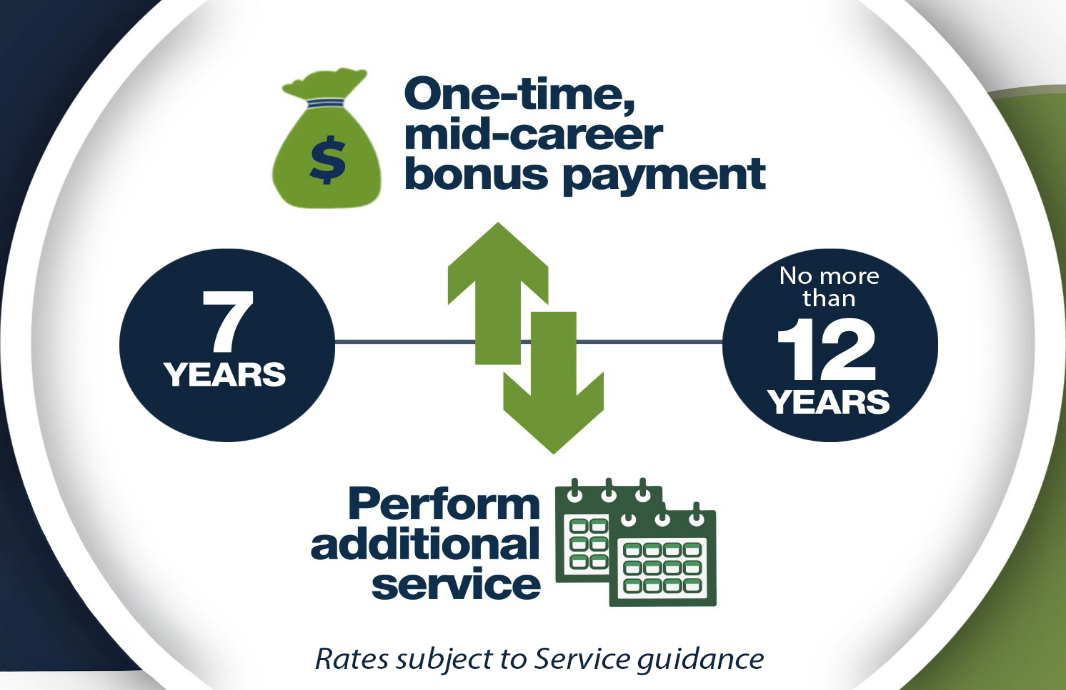 $
One-time,
mid-career
bonus payment
7
YEARS
No more
than
12
YEARS
Perform
additional
service
Rates subject to Service guidance